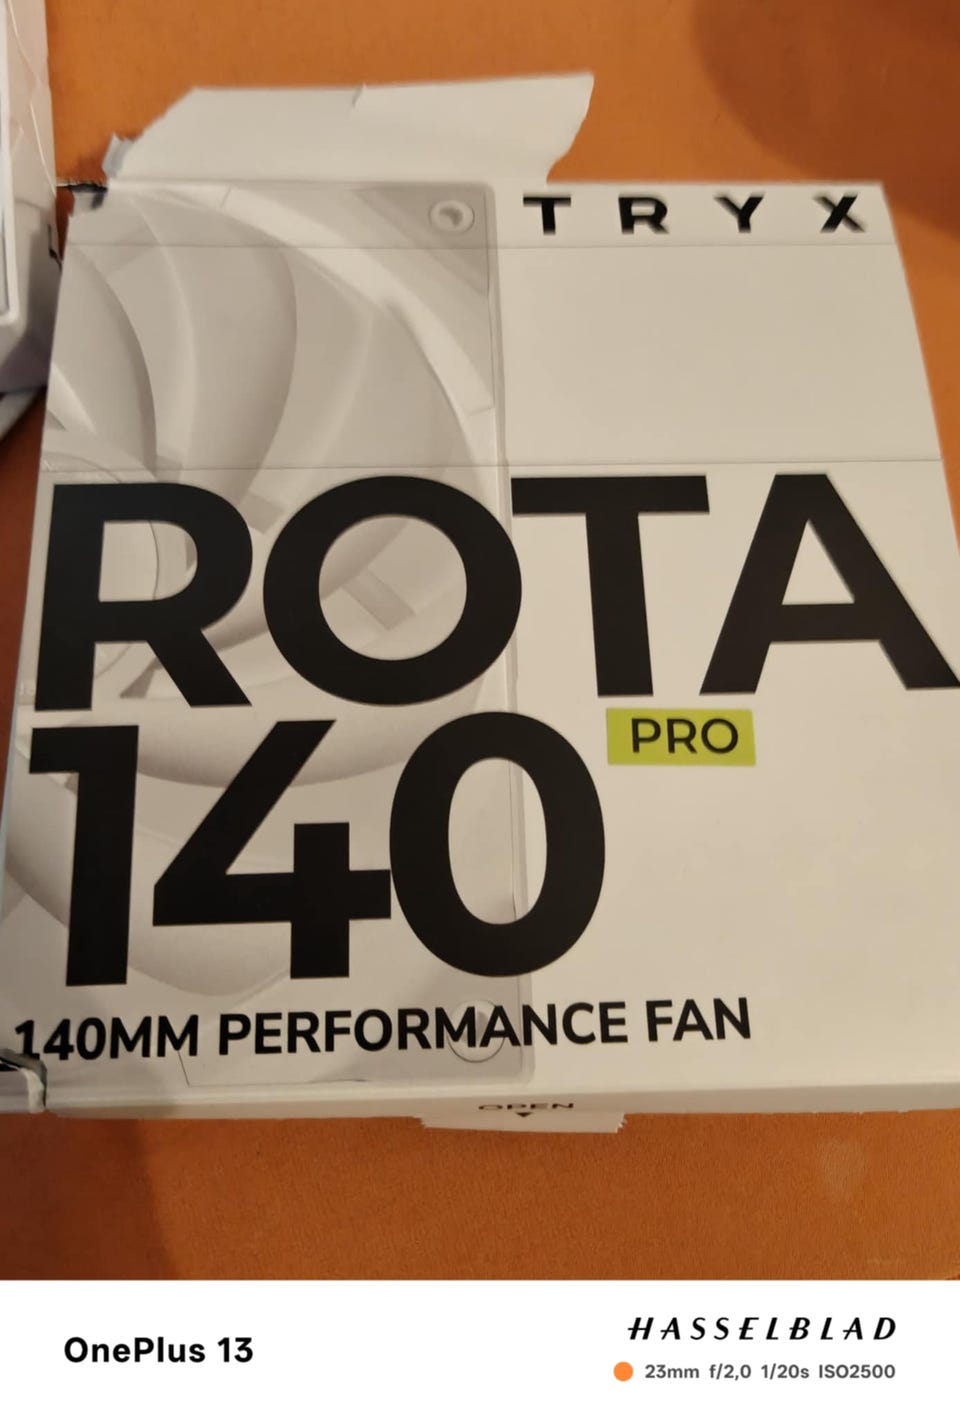 TRYX
ROTA
140 PRO
140MM PERFORMANCE FAN
OPEN
OnePlus 13
HASSELBLAD
23mm f/2,0 1/20s ISO2500